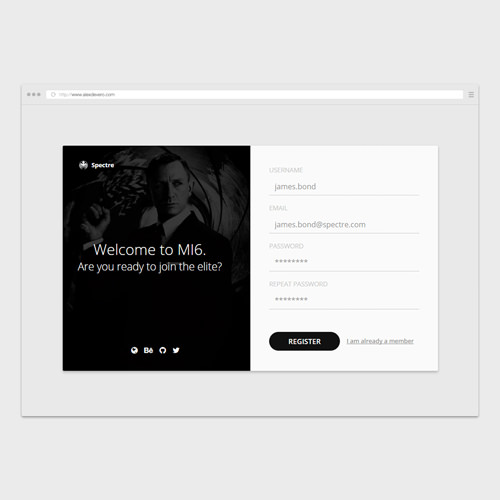 http://www.alexdevero.com
Spectre
Welcome to MI6.
Are you ready to join the elite?
Bē
USERNAME
james.bond
EMAIL
james.bond@spectre.com
PASSWORD
********
REPEAT PASSWORD
********
REGISTER
I am already a member